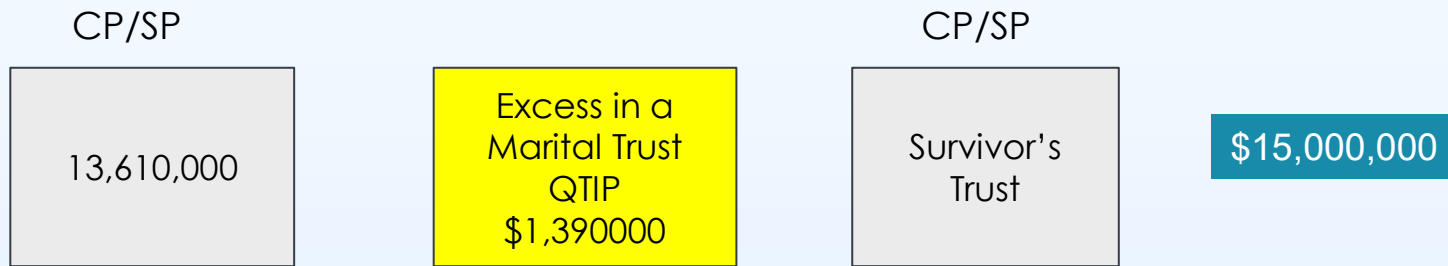 CP/SP
CP/SP
13,610,000
Excess in a
Marital Trust
QTIP
$1,390000
Survivor’s
Trust
$15,000,000